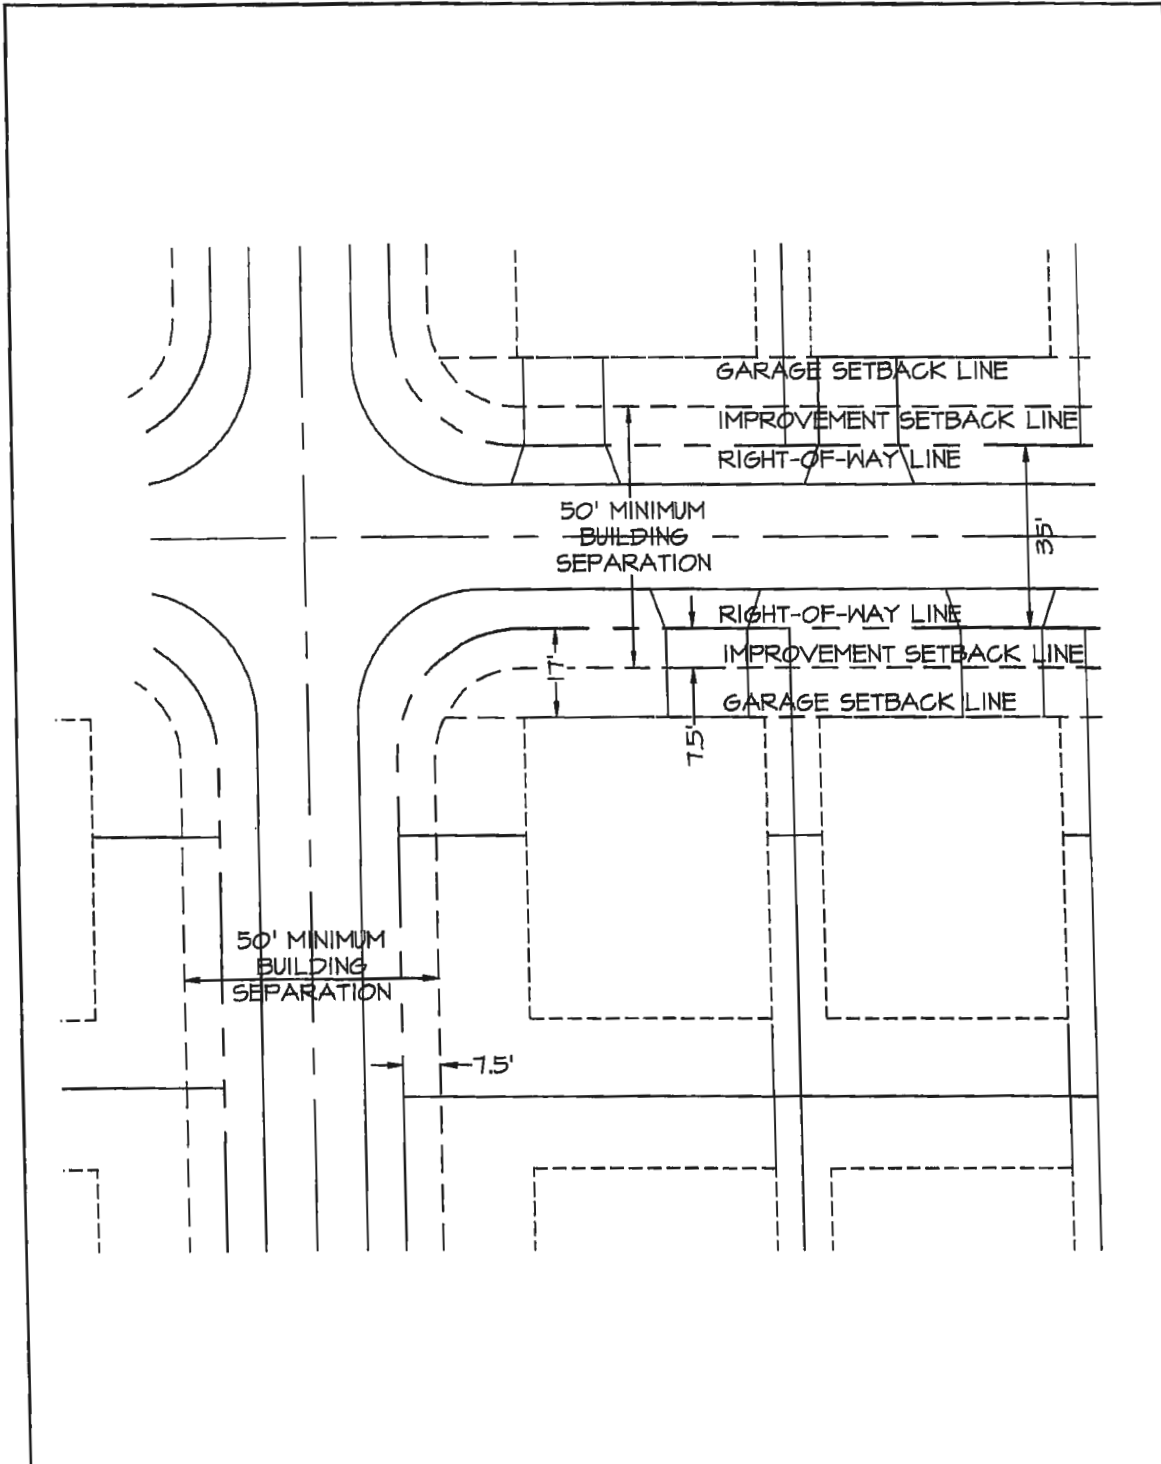 GARAGE SETBACK LINE
IMPROVEMENT SETBACK LINE
RIGHT-OF-WAY LINE
50' MINIMUM
BUILDING
SEPARATION
35'
RIGHT-OF-WAY LINE
17'
IMPROVEMENT SETBACK LINE
GARAGE SETBACK LINE
7.5'
50' MINIMUM
BUILDING
SEPARATION
7.5'